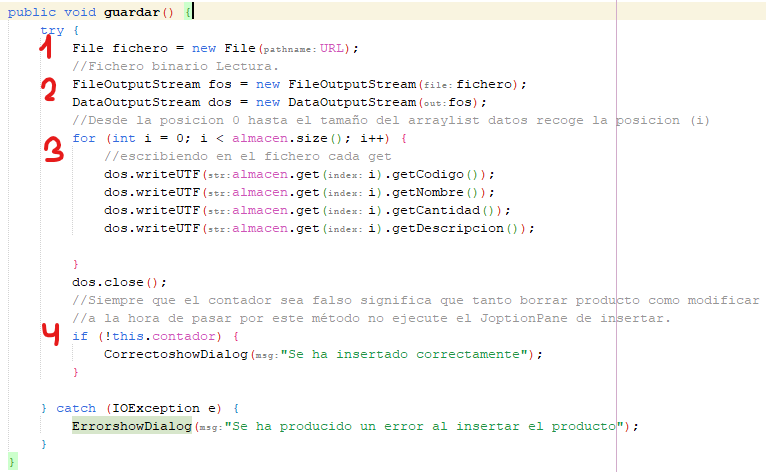 public void guardar() {
try {
1 File fichero = new File(pathname: URL);
//Fichero binario Lectura.
2 FileOutputStream fos = new FileOutputStream(file: fichero);
DataOutputStream dos = new DataOutputStream(out: fos);
//Desde la posicion 0 hasta el tamaño del arraylist datos recoge la posicion (i)
3 for (int i = 0; i < almacen.size(); i++) {
//escribiendo en el fichero cada get
dos.writeUTF(str: almacen.get(index: i).getCodigo());
dos.writeUTF(str: almacen.get(index: i).getNombre());
dos.writeUTF(str: almacen.get(index: i).getCantidad());
dos.writeUTF(str: almacen.get(index: i).getDescripcion());
}
dos.close();
//Siempre que el contador sea falso significa que tanto borrar producto como modificar
//a la hora de pasar por este método no ejecute el JoptionPane de insertar.
4 if (!this.contador) {
CorrectoshowDialog(msg: "Se ha insertado correctamente");
}
} catch (IOException e) {
ErrorshowDialog(msg: "Se ha producido un error al insertar el producto");
}
}